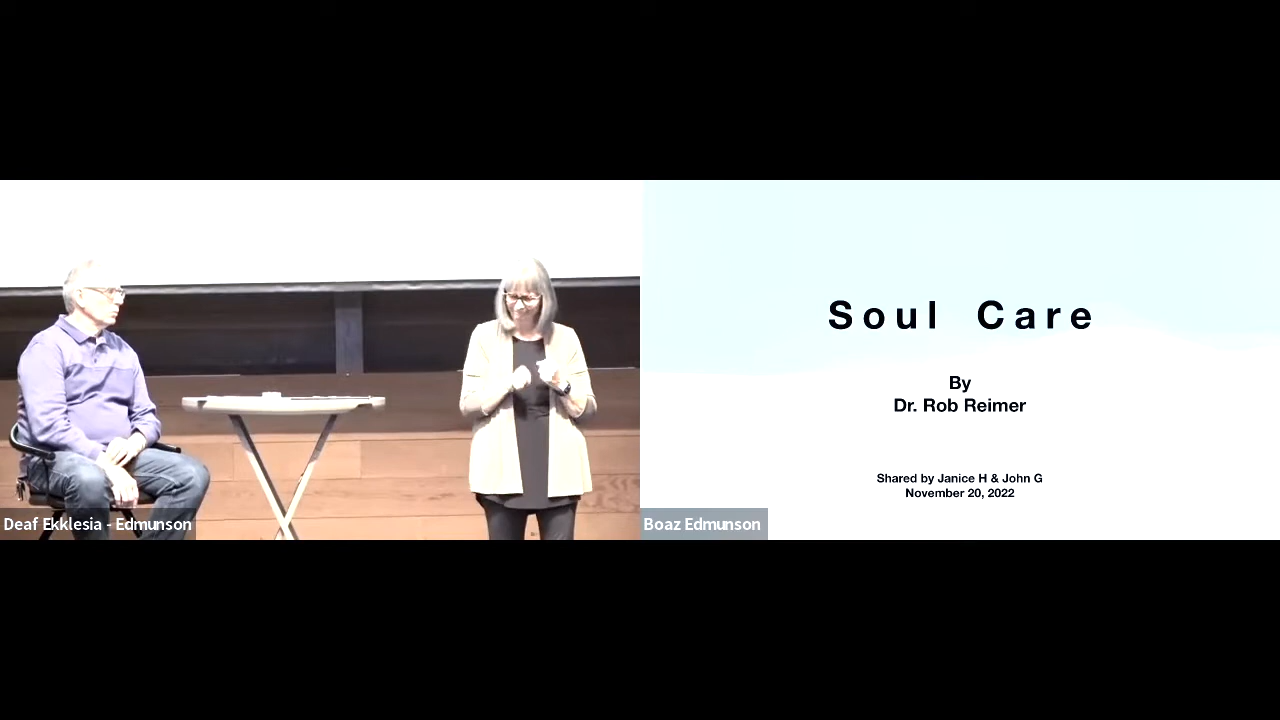 Soul Care
By
Dr. Rob Reimer
Shared by Janice H & John G
November 20, 2022
Deaf Ekklesia - Edmunson
Boaz Edmunson